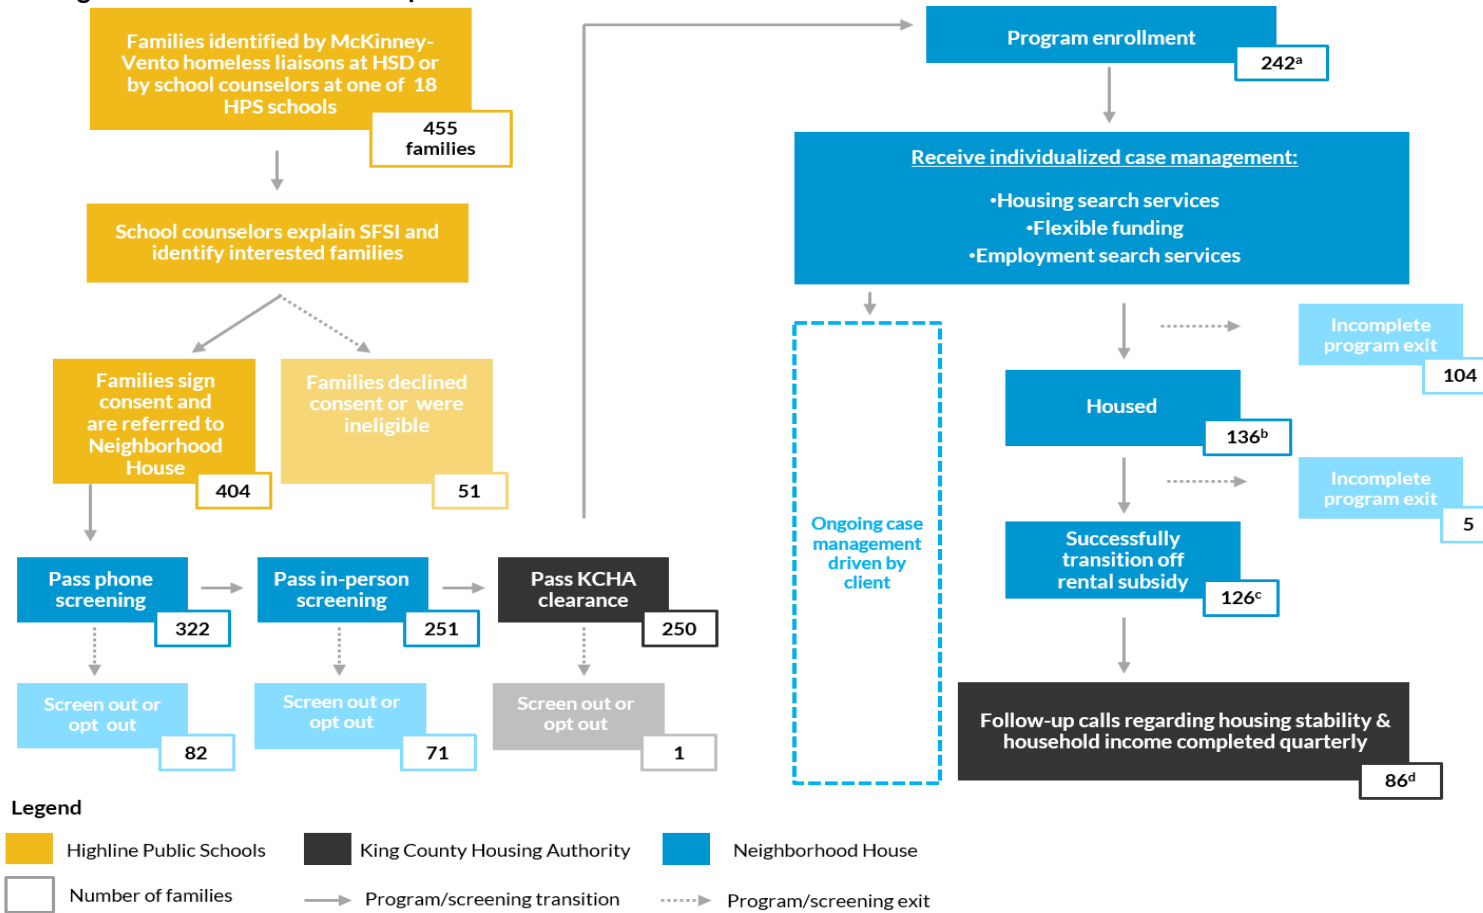 Families identified by McKinney-
Vento homeless liaisons at HSD or
by school counselors at one of 18
HPS schools
455
families
School counselors explain SFSI and
identify interested families
Families sign
consent and
are referred to
Neighborhood
House
404
Families declined
consent or were
ineligible
51
Pass phone
screening
322
Pass in-person
screening
251
Pass KCHA
clearance
250
Screen out or
opt out
82
Screen out or
opt out
71
Screen out or
opt out
1
Program enrollment
242ᵃ
Receive individualized case management:
•Housing search services
•Flexible funding
•Employment search services
Incomplete
program exit
104
Housed
136ᵇ
Incomplete
program exit
5
Ongoing case
management
driven by
client
Successfully
transition off
rental subsidy
126ᶜ
Follow-up calls regarding housing stability &
household income completed quarterly
86ᵈ
Legend
Highline Public Schools
King County Housing Authority
Neighborhood House
Number of families
Program/screening transition
Program/screening exit